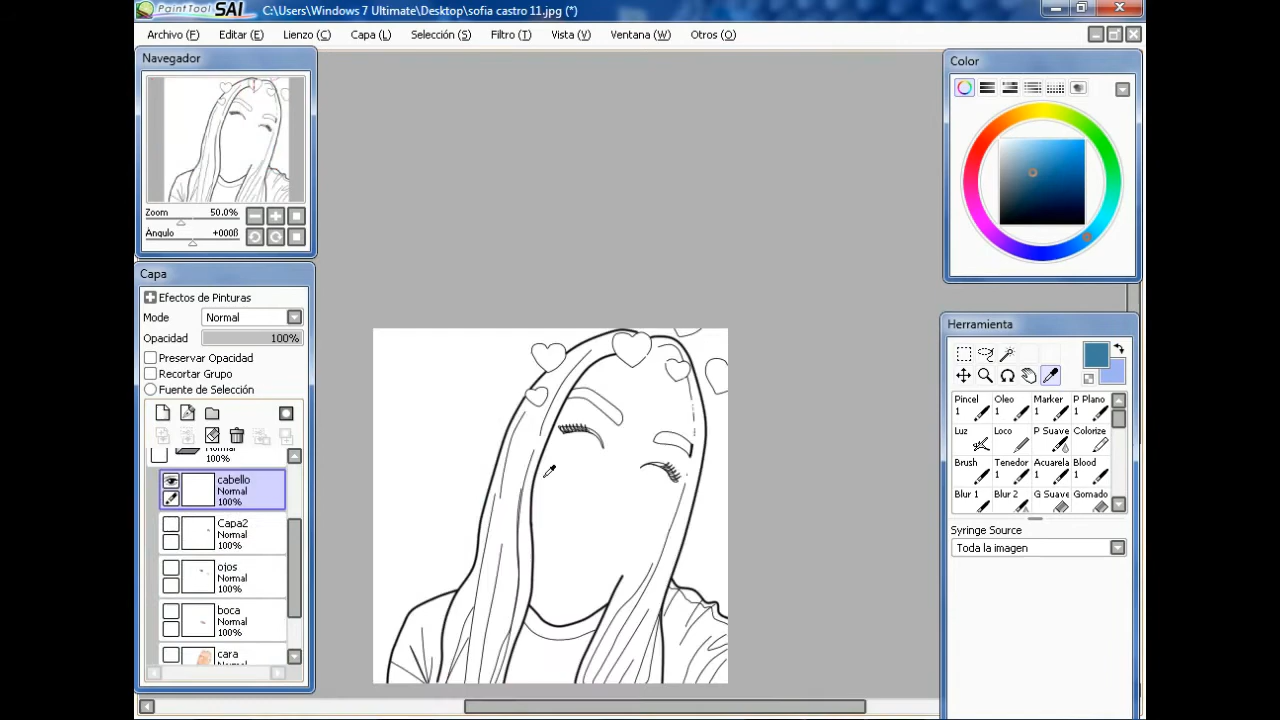 PaintTool SAI C:\Users\Windows 7 Ultimate\Desktop\sofia castro 11.jpg (*)
Archivo (F) Editar (E) Lienzo (C) Capa (L) Selección (S) Filtro (T) Vista (V) Ventana (W) Otros (O)
Navegador
Zoom 50.0%
Ángulo +000ß
Capa
Efectos de Pinturas
Mode Normal
Opacidad 100%
Preservar Opacidad
Recortar Grupo
Fuente de Selección
100%
cabello
Normal
100%
Capa2
Normal
100%
ojos
Normal
100%
boca
Normal
100%
cara
Normal
Color
Herramienta
Pincel Oleo Marker P Plano
1 1 1 1
Luz Loco P Suave Colorize
Brush Tenedor Acuarela Blood
1 1 1
Blur 1 Blur 2 G Suave Gomado
Syringe Source
Toda la imagen